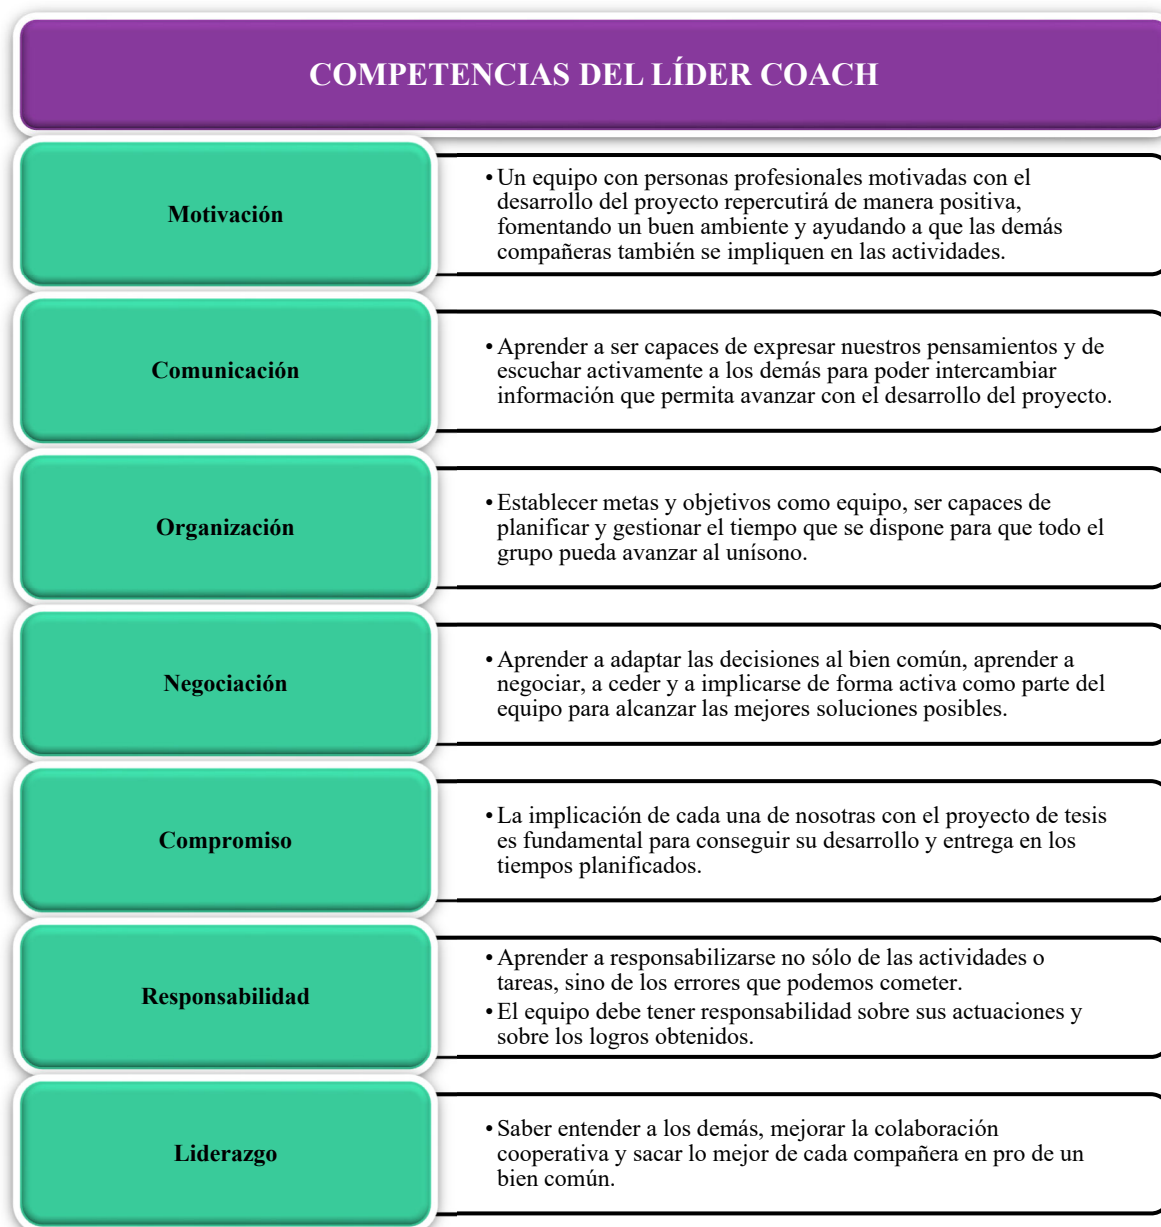 COMPETENCIAS DEL LÍDER COACH
Motivación
• Un equipo con personas profesionales motivadas con el
desarrollo del proyecto repercutirá de manera positiva,
fomentando un buen ambiente y ayudando a que las demás
compañeras también se impliquen en las actividades.
Comunicación
• Aprender a ser capaces de expresar nuestros pensamientos y de
escuchar activamente a los demás para poder intercambiar
información que permita avanzar con el desarrollo del proyecto.
Organización
• Establecer metas y objetivos como equipo, ser capaces de
planificar y gestionar el tiempo que se dispone para que todo el
grupo pueda avanzar al unísono.
Negociación
• Aprender a adaptar las decisiones al bien común, aprender a
negociar, a ceder y a implicarse de forma activa como parte del
equipo para alcanzar las mejores soluciones posibles.
Compromiso
• La implicación de cada una de nosotras con el proyecto de tesis
es fundamental para conseguir su desarrollo y entrega en los
tiempos planificados.
Responsabilidad
• Aprender a responsabilizarse no sólo de las actividades o
tareas, sino de los errores que podemos cometer.
• El equipo debe tener responsabilidad sobre sus actuaciones y
sobre los logros obtenidos.
Liderazgo
• Saber entender a los demás, mejorar la colaboración
cooperativa y sacar lo mejor de cada compañera en pro de un
bien común.